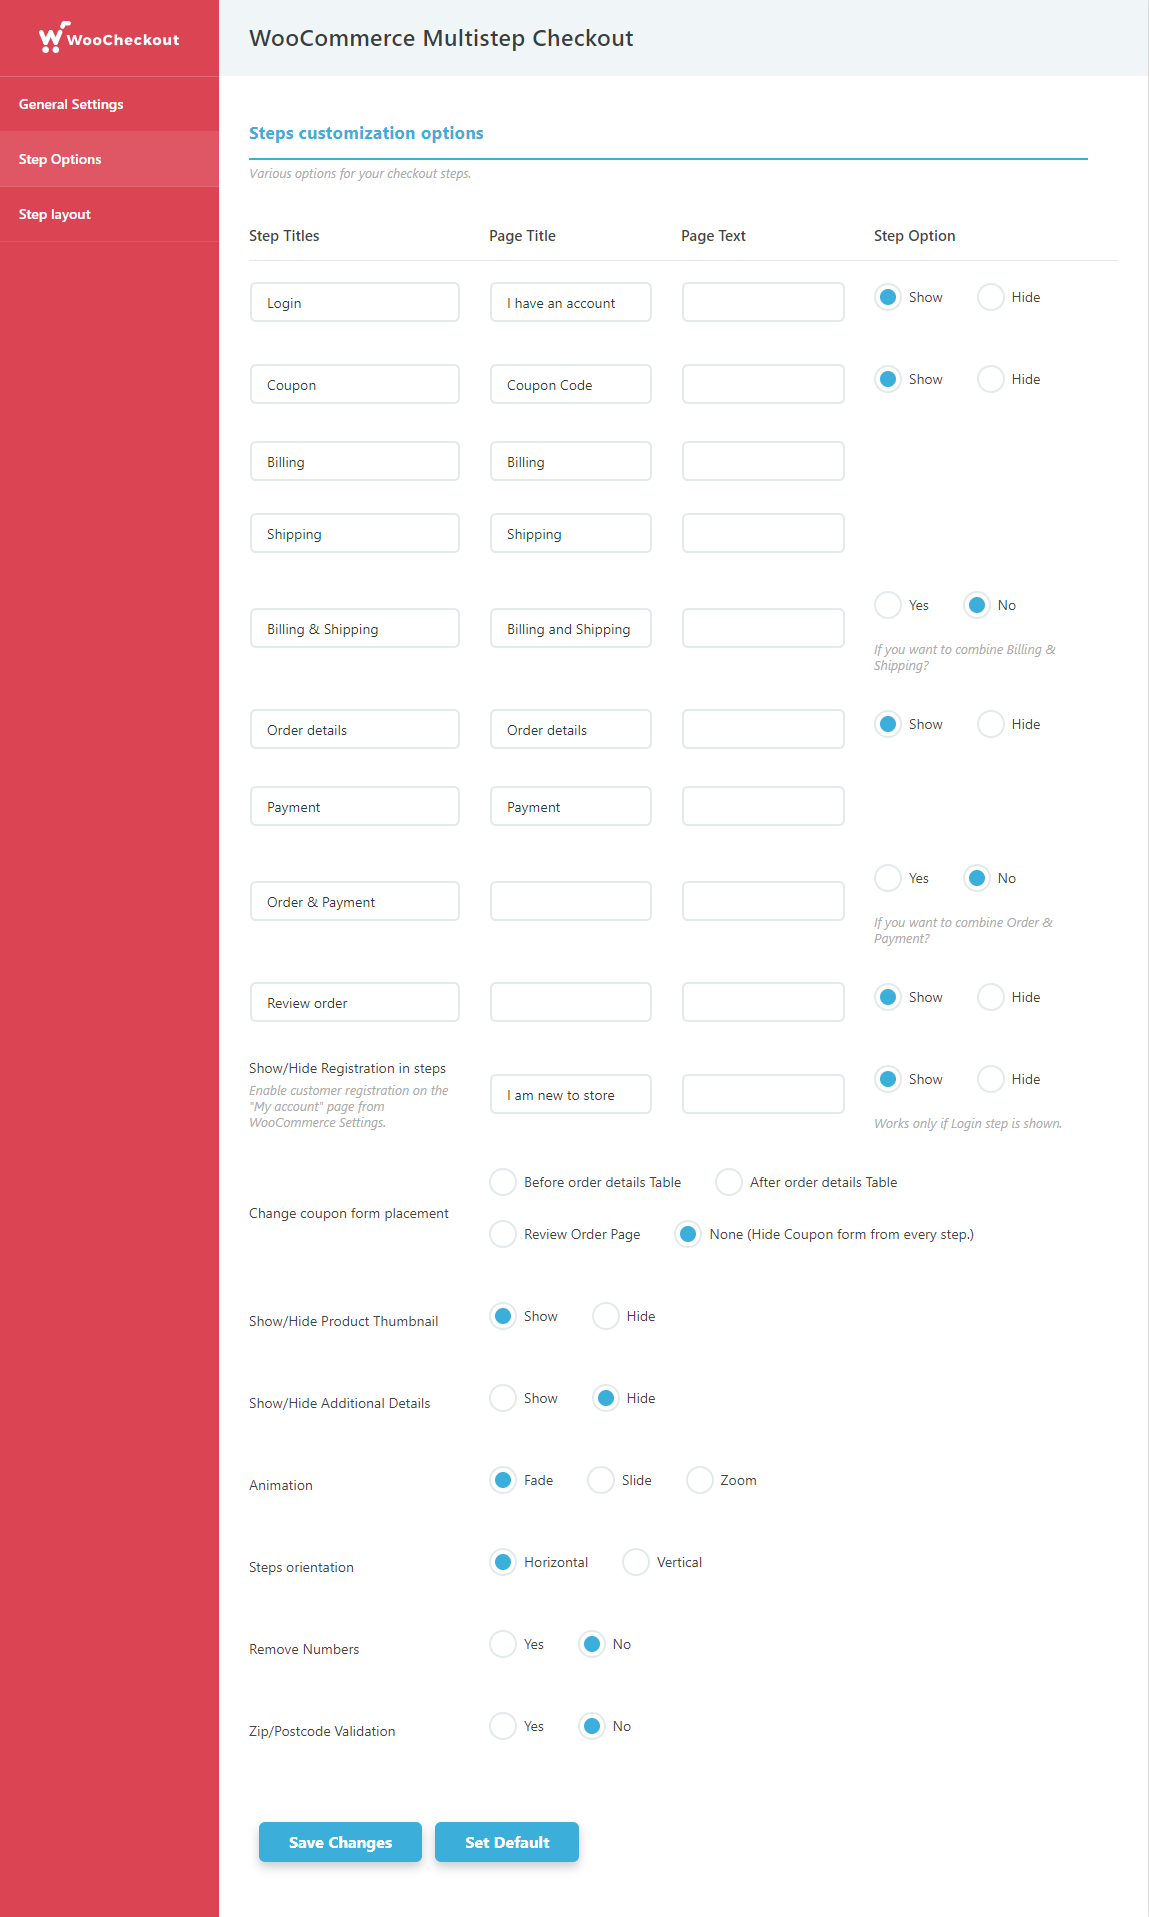 WooCheckout
WooCommerce Multistep Checkout
General Settings
Step Options
Step layout
Steps customization options
Various options for your checkout steps.
Step Titles Page Title Page Text Step Option
Login I have an account Show Hide
Coupon Coupon Code Show Hide
Billing Billing
Shipping Shipping
Yes No
Billing & Shipping Billing and Shipping
If you want to combine Billing &
Shipping?
Order details Order details Show Hide
Payment Payment
Yes No
Order & Payment
If you want to combine Order &
Payment?
Review order Show Hide
Show/Hide Registration in steps
Enable customer registration on the
"My account" page from
WooCommerce Settings.
I am new to store Show Hide
Works only if Login step is shown.
Change coupon form placement
Before order details Table After order details Table
Review Order Page None (Hide Coupon form from every step.)
Show/Hide Product Thumbnail Show Hide
Show/Hide Additional Details Show Hide
Animation Fade Slide Zoom
Steps orientation Horizontal Vertical
Remove Numbers Yes No
Zip/Postcode Validation Yes No
Save Changes Set Default